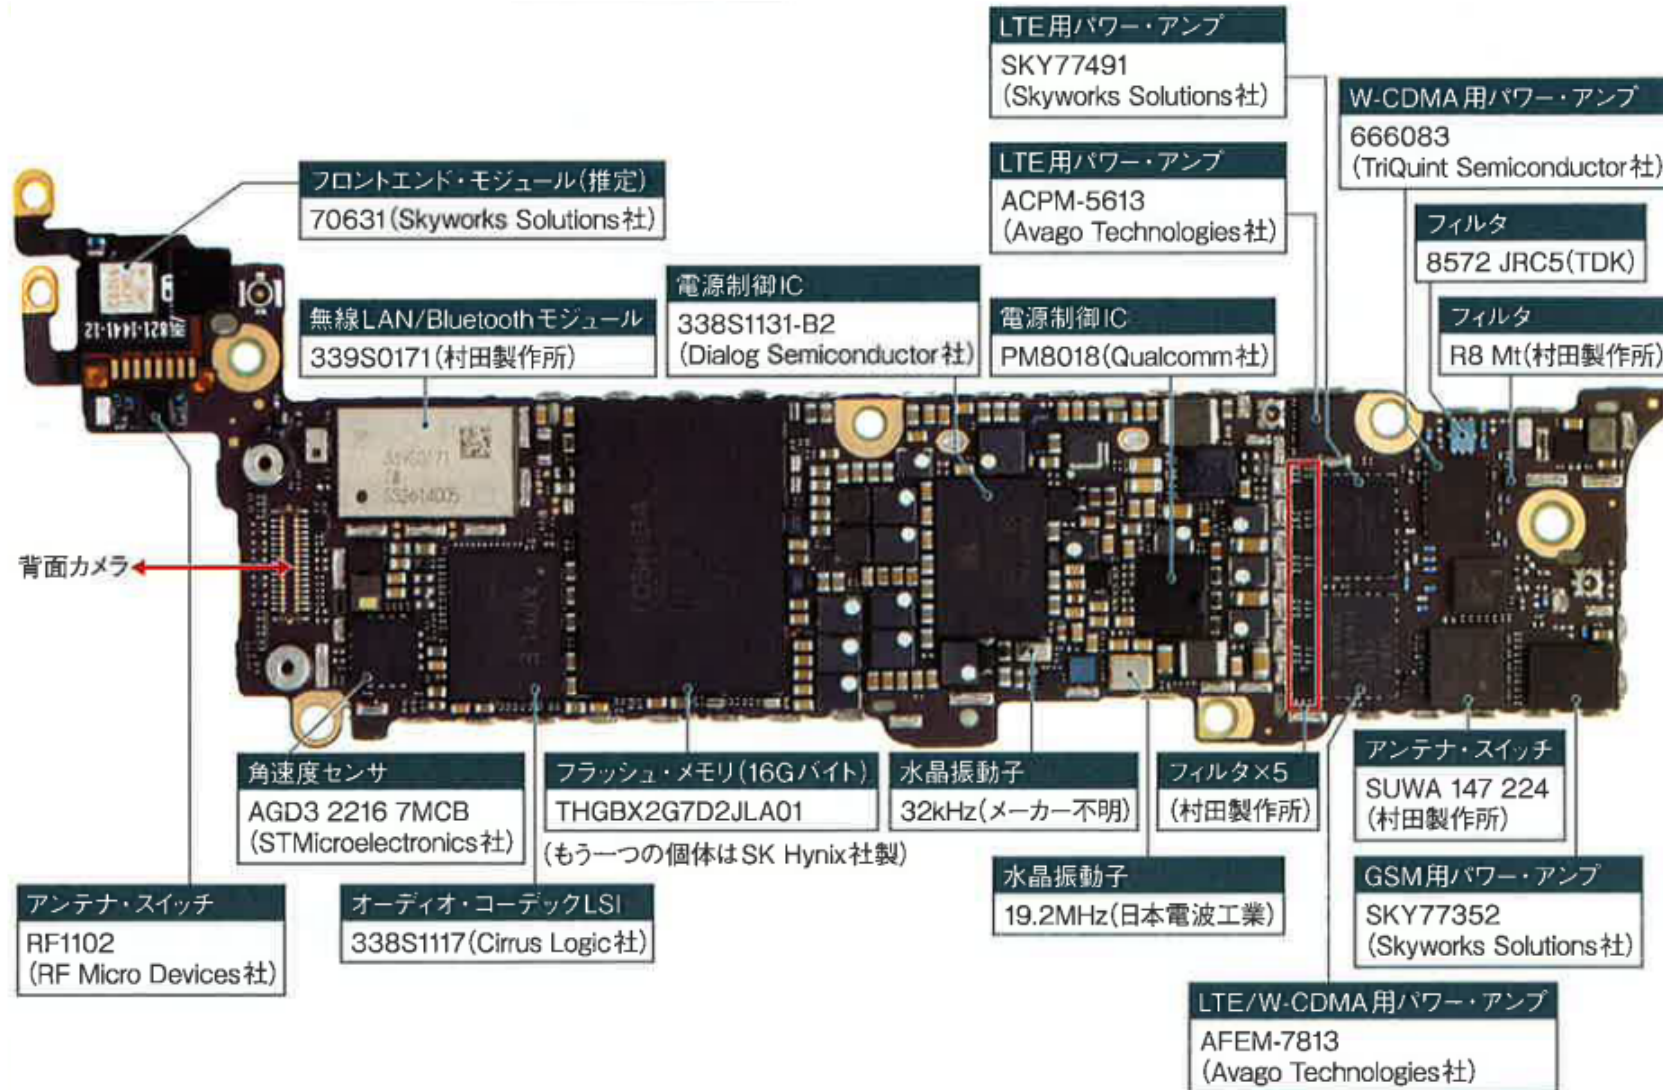 LTE用パワー・アンプ
SKY77491
(Skyworks Solutions社)
W-CDMA用パワー・アンプ
666083
(TriQuint Semiconductor社)
LTE用パワー・アンプ
ACPM-5613
(Avago Technologies社)
フロントエンド・モジュール(推定)
70631(Skyworks Solutions社)
フィルタ
8572 JRC5(TDK)
電源制御IC
338S1131-B2
(Dialog Semiconductor社)
無線LAN/Bluetoothモジュール
339S0171(村田製作所)
電源制御IC
PM8018(Qualcomm社)
フィルタ
R8 Mt(村田製作所)
821-1441-12
339S0171
TOSHIBA
背面カメラ
角速度センサ
AGD3 2216 7MCB
(STMicroelectronics社)
フラッシュ・メモリ(16Gバイト)
THGBX2G7D2JLA01
(もう一つの個体はSK Hynix社製)
水晶振動子
32kHz(メーカー不明)
フィルタ×5
(村田製作所)
アンテナ・スイッチ
SUWA 147 224
(村田製作所)
アンテナ・スイッチ
RF1102
(RF Micro Devices社)
オーディオ・コーデックLSI
338S1117(Cirrus Logic社)
水晶振動子
19.2MHz(日本電波工業)
GSM用パワー・アンプ
SKY77352
(Skyworks Solutions社)
LTE/W-CDMA用パワー・アンプ
AFEM-7813
(Avago Technologies社)